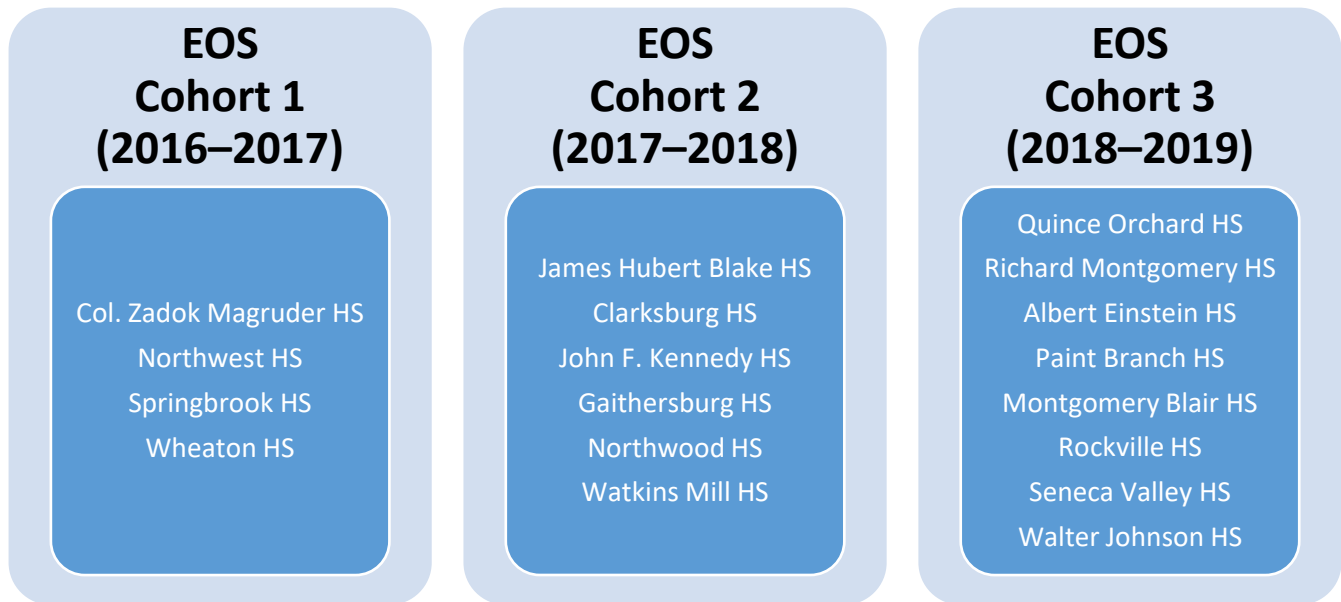 EOS
Cohort 1
(2016–2017)
Col. Zadok Magruder HS
Northwest HS
Springbrook HS
Wheaton HS
EOS
Cohort 2
(2017–2018)
James Hubert Blake HS
Clarksburg HS
John F. Kennedy HS
Gaithersburg HS
Northwood HS
Watkins Mill HS
EOS
Cohort 3
(2018–2019)
Quince Orchard HS
Richard Montgomery HS
Albert Einstein HS
Paint Branch HS
Montgomery Blair HS
Rockville HS
Seneca Valley HS
Walter Johnson HS